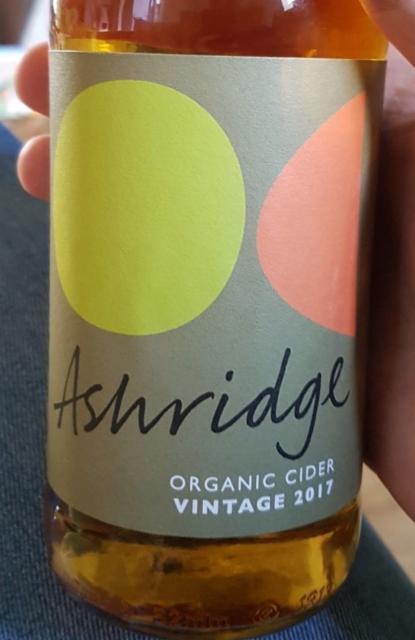 Ashridge
ORGANIC CIDER
VINTAGE 2017